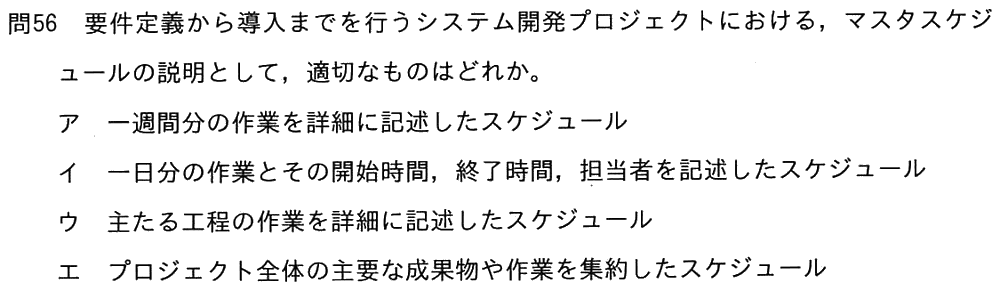 問56 要件定義から導入までを行うシステム開発プロジェクトにおける，マスタスケジ
ュールの説明として，適切なものはどれか。
ア 一週間分の作業を詳細に記述したスケジュール
イ 一日分の作業とその開始時間，終了時間，担当者を記述したスケジュール
ウ 主たる工程の作業を詳細に記述したスケジュール
エ プロジェクト全体の主要な成果物や作業を集約したスケジュール